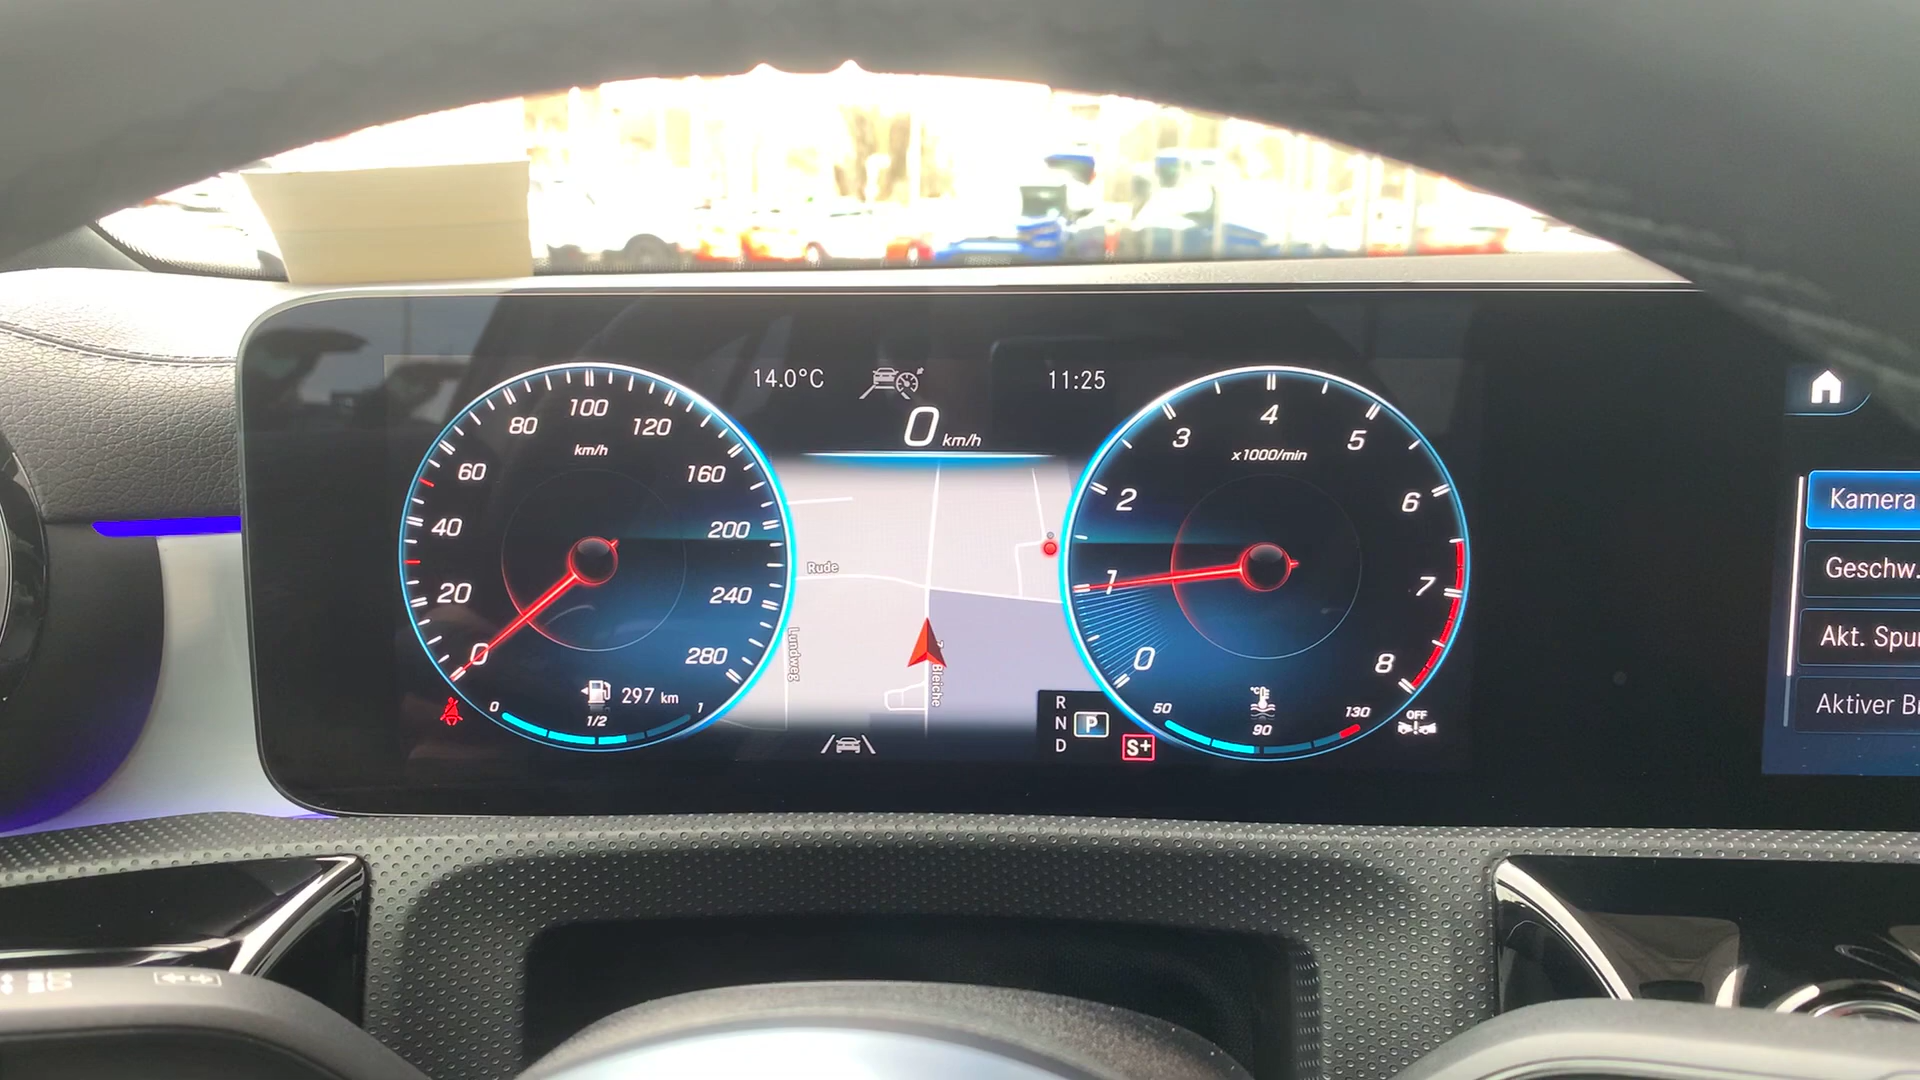 14.0°C
11:25
0 km/h
0
20
40
60
80
100
120
160
200
240
280
km/h
297 km
0
1/2
1
Rude
Lundweg
Bleiche
R
N
D
P
S+
0
1
2
3
4
5
6
7
8
x1000/min
°C
50
90
130
OFF
Kamera
Geschw.
Akt. Spu
Aktiver B